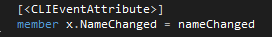 [<CLIEventAttribute>]
member x.NameChanged = nameChanged